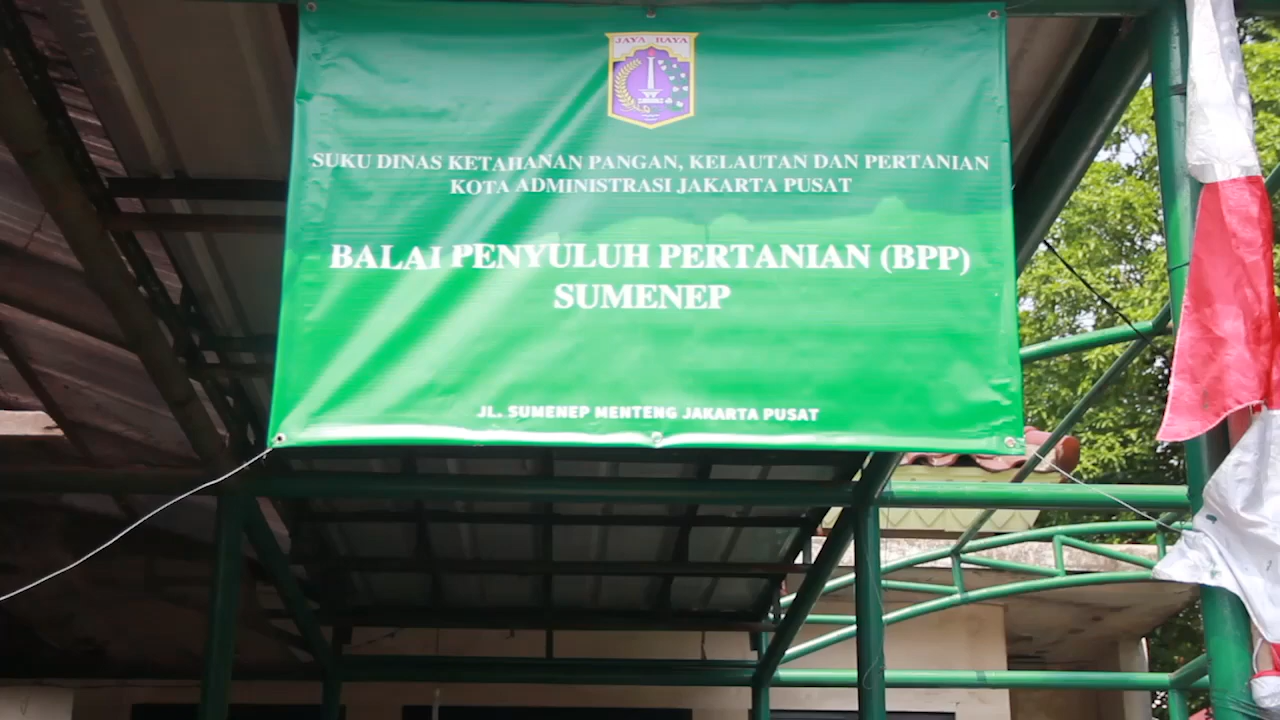 JAYA RAYA
SUKU DINAS KETAHANAN PANGAN, KELAUTAN DAN PERTANIAN
KOTA ADMINISTRASI JAKARTA PUSAT
BALAI PENYULUH PERTANIAN (BPP)
SUMENEP
JL. SUMENEP MENTENG JAKARTA PUSAT